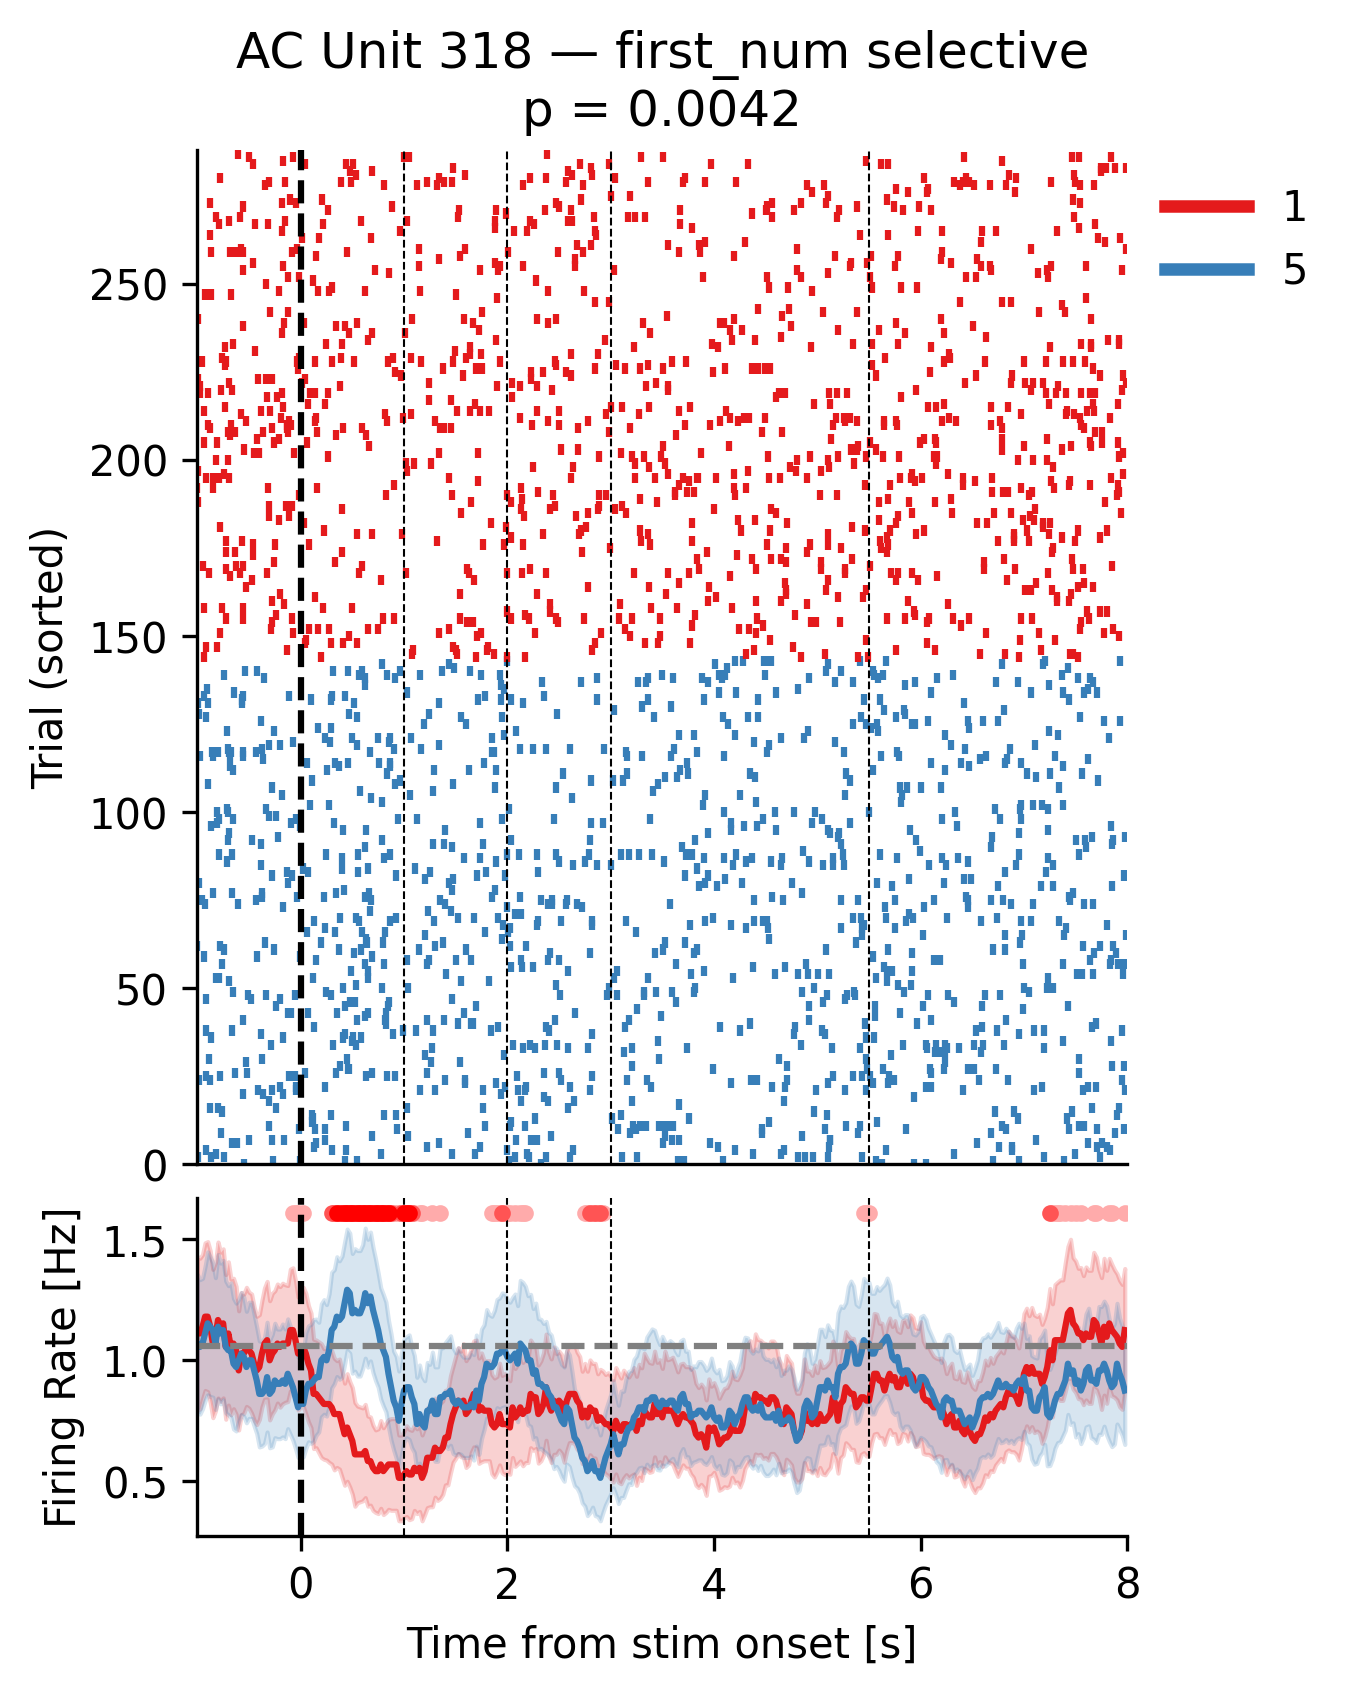 AC Unit 318 — first_num selective
p = 0.0042
1
5
Trial (sorted)
250
200
150
100
50
0
Firing Rate [Hz]
1.5
1.0
0.5
0 2 4 6 8
Time from stim onset [s]